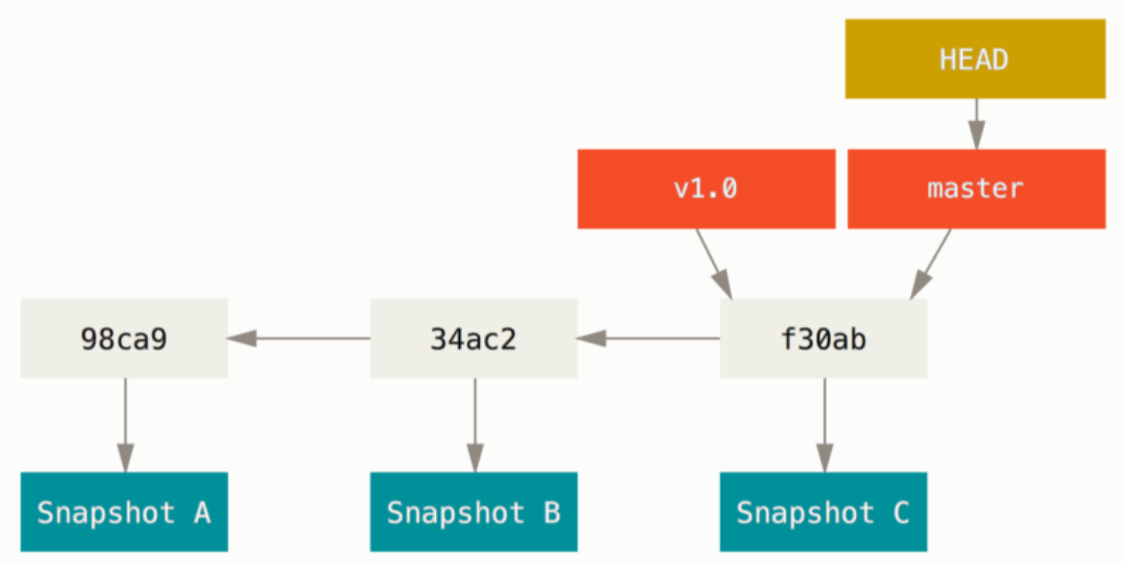 HEAD
v1.0
master
98ca9
34ac2
f30ab
Snapshot A
Snapshot B
Snapshot C